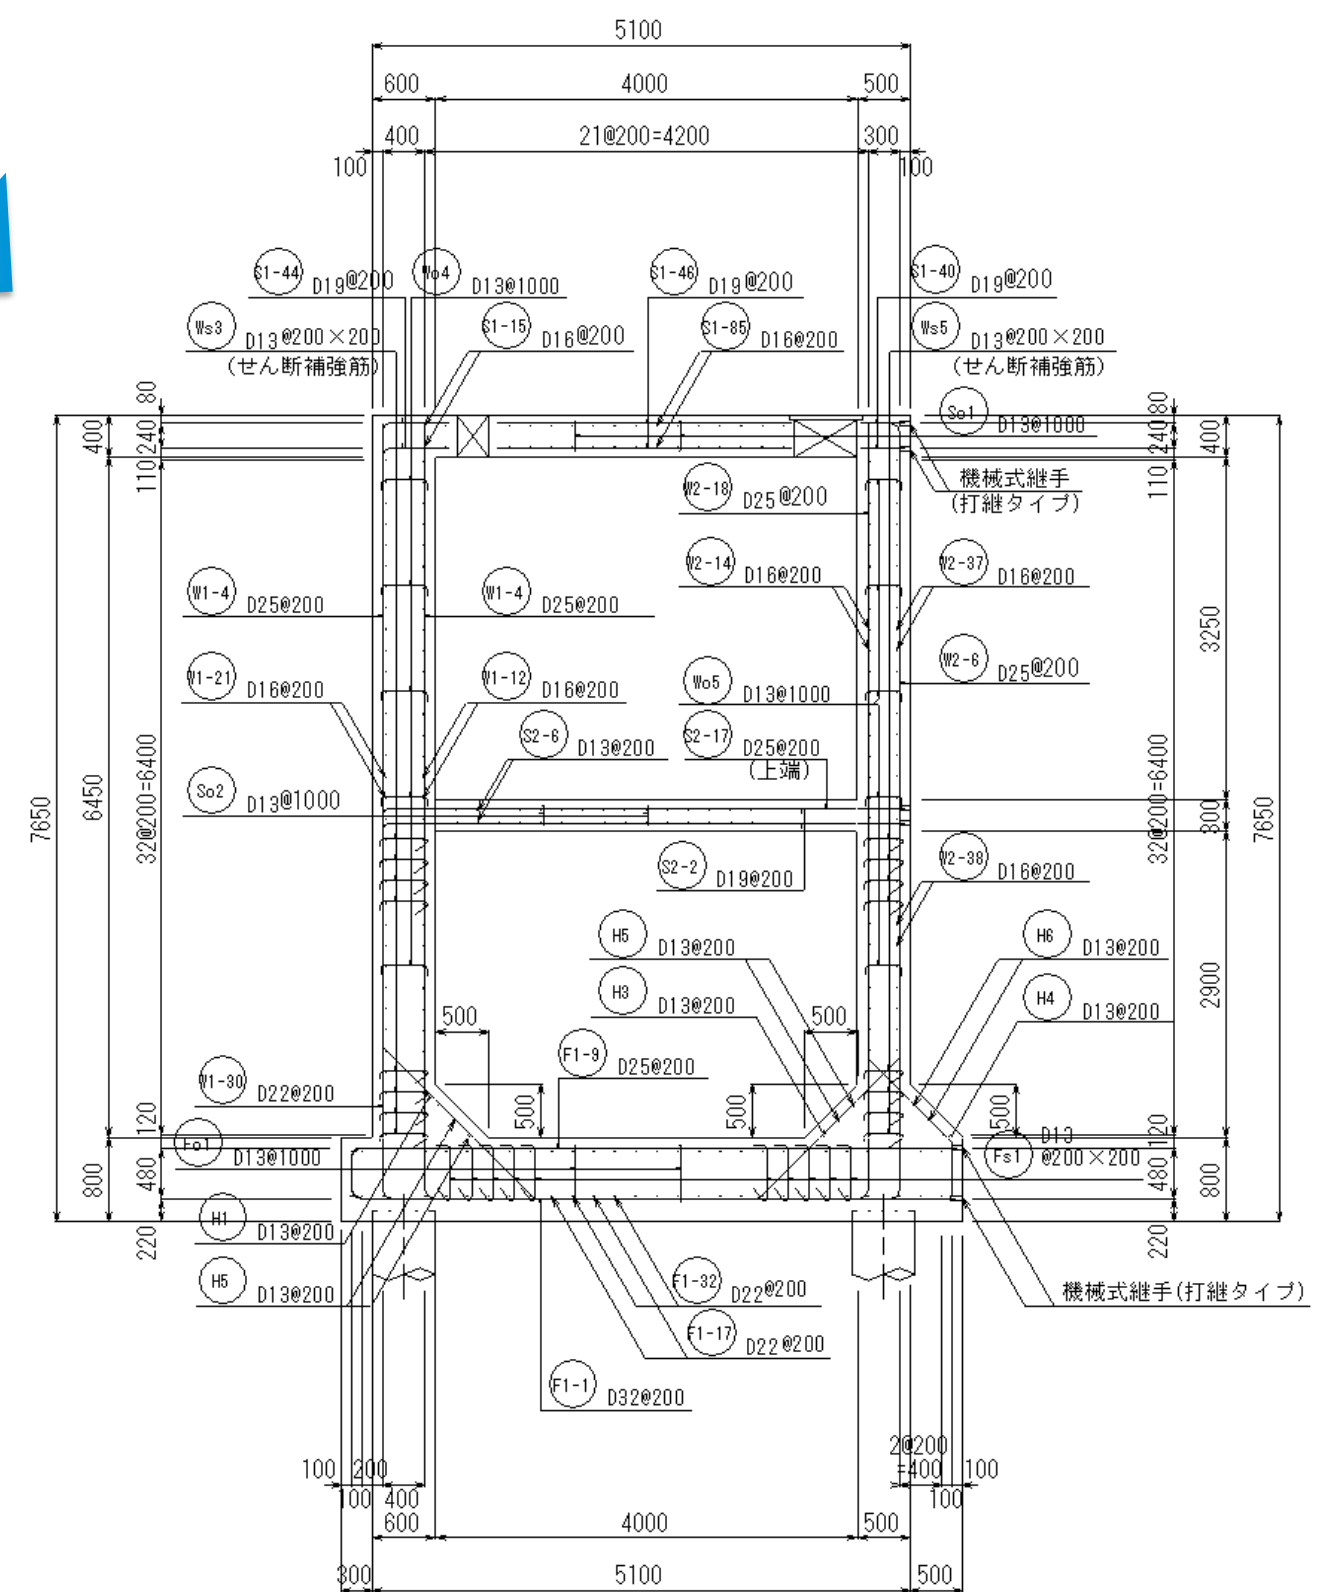 5100
600
4000
500
400
21@200=4200
300
100
100
S1-44 D19@200
Wo4 D13@1000
S1-46 D19@200
S1-40 D19@200
Ws3 D13@200×200
(せん断補強筋)
S1-15 D16@200
S1-85 D16@200
Ws5 D13@200×200
(せん断補強筋)
80
400
240
110
So1 D13@1000
80
240
400
110
機械式継手
(打継タイプ)
W2-18 D25@200
W1-4 D25@200
W1-4 D25@200
W2-14 D16@200
W2-37 D16@200
3250
W1-21 D16@200
W1-12 D16@200
Wo5 D13@1000
W2-6 D25@200
S2-6 D13@200
S2-17 D25@200
(上端)
So2 D13@1000
7650
6450
32@200=6400
32@200=6400
300
7650
S2-2 D19@200
W2-38 D16@200
H5 D13@200
H6 D13@200
H3 D13@200
H4 D13@200
2900
500
500
F1-9 D25@200
W1-30 D22@200
500
500
500
120
Fo1 D13@1000
D13
Fs1 @200×200
120
800
480
220
480
800
220
H1 D13@200
H5 D13@200
F1-32 D22@200
機械式継手(打継タイプ)
F1-17 D22@200
F1-1 D32@200
2@200
=400
100
100
200
100
400
100
600
4000
500
300
5100
500